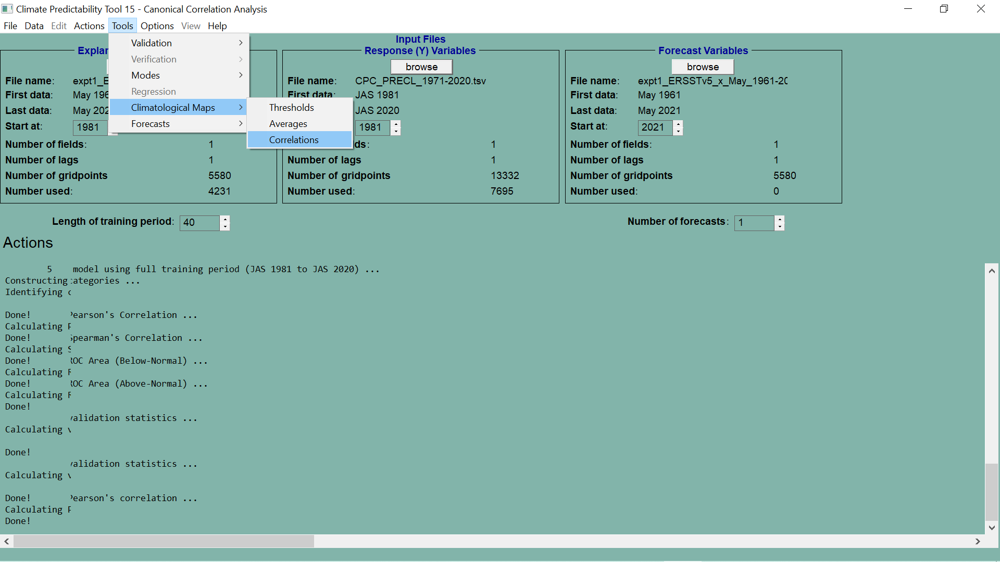 Climate Predictability Tool 15 - Canonical Correlation Analysis
File Data Edit Actions Tools Options View Help
Validation
Verification
Modes
Regression
Climatological Maps
Forecasts
Thresholds
Averages
Correlations
Input Files
File name: expt1_E
First data: May 196
Last data: May 202
Start at: 1981
Number of fields: 1
Number of lags 1
Number of gridpoints 5580
Number used: 4231
Response (Y) Variables
browse
File name: CPC_PRECL_1971-2020.tsv
First data: JAS 1981
JAS 2020
1981
ds: 1
Number of lags 1
Number of gridpoints 13332
Number used: 7695
Forecast Variables
browse
File name: expt1_ERSSTv5_x_May_1961-20
First data: May 1961
Last data: May 2021
Start at: 2021
Number of fields: 1
Number of lags 1
Number of gridpoints 5580
Number used: 0
Length of training period: 40
Number of forecasts: 1
Actions
5 model using full training period (JAS 1981 to JAS 2020) ...
Constructing ategories ...
Identifying c
Done! earson's Correlation ...
Calculating P
Done! pearman's Correlation ...
Calculating S
Done! OC Area (Below-Normal) ...
Calculating R
Done! OC Area (Above-Normal) ...
Calculating R
Done!
alidation statistics ...
Calculating v
Done!
alidation statistics ...
Calculating v
Done! earson's correlation ...
Calculating P
Done!